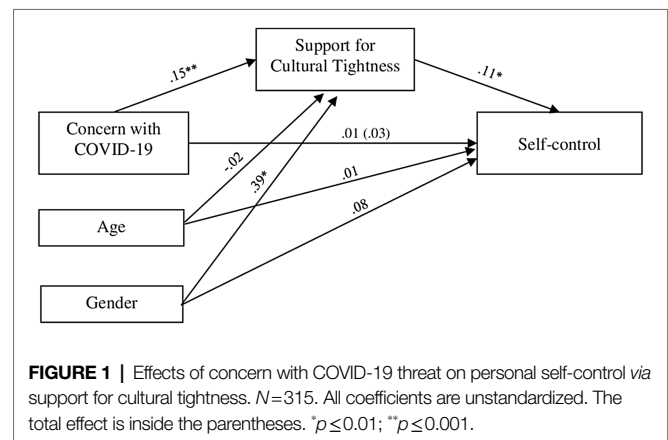 Support for
Cultural Tightness
.15**
.11*
Concern with
COVID-19
.01 (.03)
Self-control
-.02
.39*
.01
Age
.08
Gender
FIGURE 1 | Effects of concern with COVID-19 threat on personal self-control via
support for cultural tightness. N=315. All coefficients are unstandardized. The
total effect is inside the parentheses. *p≤0.01; **p≤0.001.